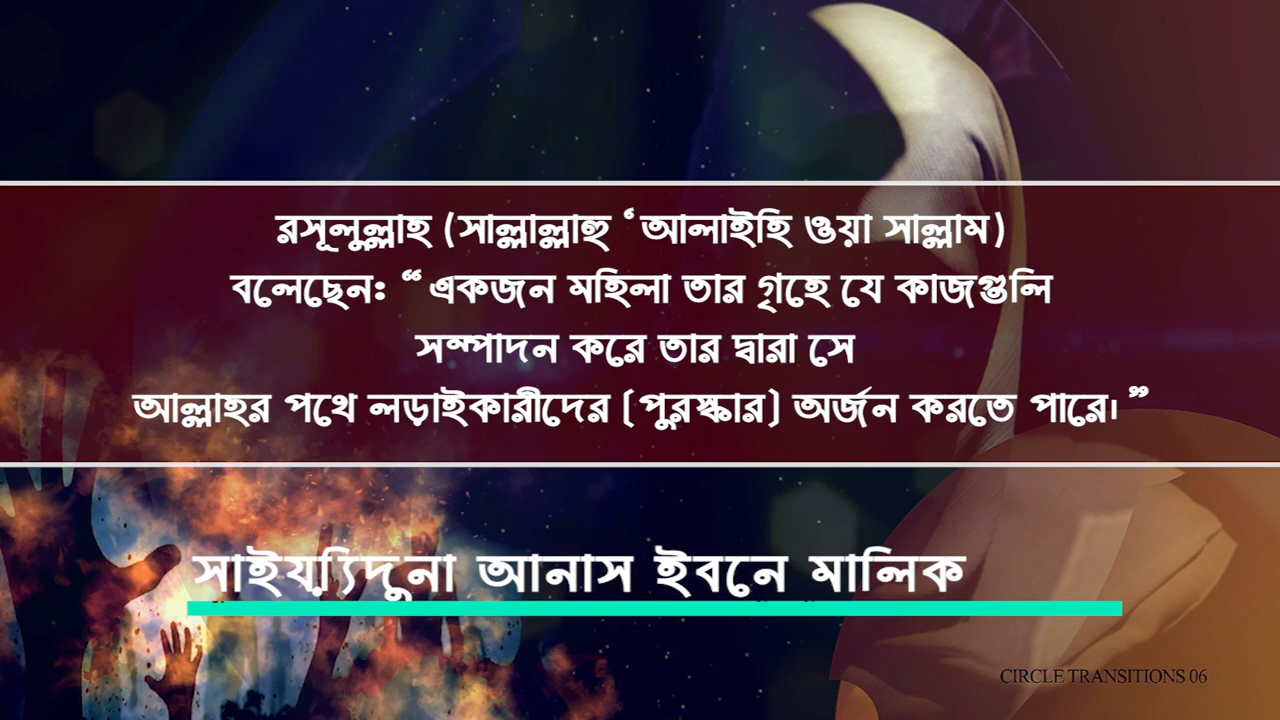 রসূলুল্লাহ (সাল্লাল্লাহু ‘আলাইহি ওয়া সাল্লাম)
বলেছেন: “একজন মহিলা তার গৃহে যে কাজগুলি
সম্পাদন করে তার দ্বারা সে
আল্লাহর পথে লড়াইকারীদের [পুরস্কার] অর্জন করতে পারে।”
সাইয়্যিদুনা আনাস ইবনে মালিক
CIRCLE TRANSITIONS 06